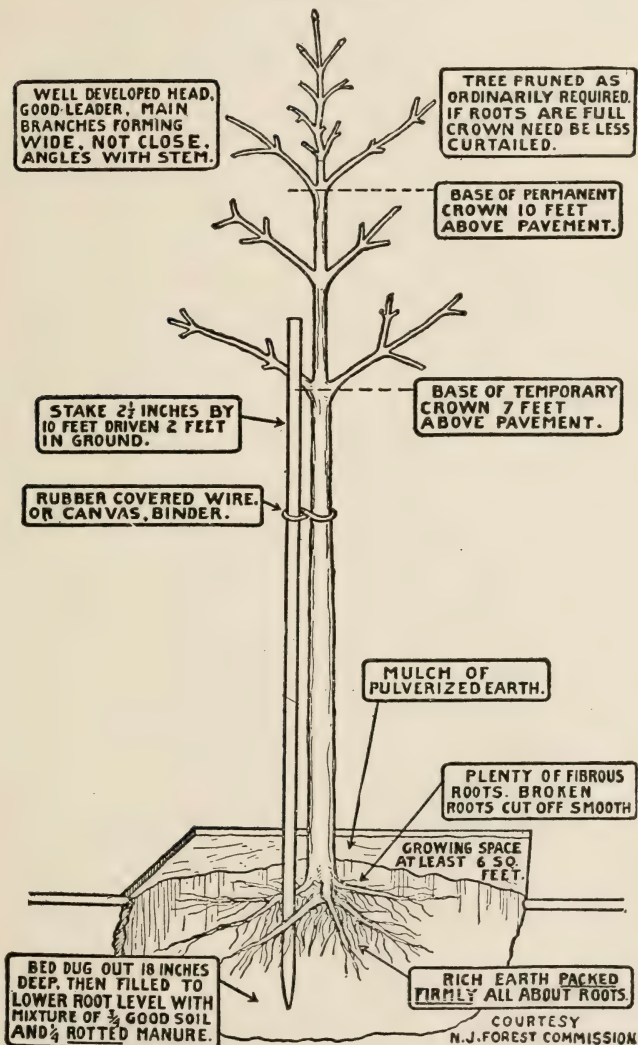 WELL DEVELOPED HEAD,
GOOD LEADER, MAIN
BRANCHES FORMING
WIDE, NOT CLOSE,
ANGLES WITH STEM.
TREE PRUNED AS
ORDINARILY REQUIRED.
IF ROOTS ARE FULL
CROWN NEED BE LESS
CURTAILED.
BASE OF PERMANENT
CROWN 10 FEET
ABOVE PAVEMENT.
STAKE 2½ INCHES BY
10 FEET DRIVEN 2 FEET
IN GROUND.
BASE OF TEMPORARY
CROWN 7 FEET
ABOVE PAVEMENT.
RUBBER COVERED WIRE.
OR CANVAS, BINDER.
MULCH OF
PULVERIZED EARTH.
PLENTY OF FIBROUS
ROOTS. BROKEN
ROOTS CUT OFF SMOOTH
GROWING SPACE
AT LEAST 6 SQ.
FEET.
BED DUG OUT 18 INCHES
DEEP, THEN FILLED TO
LOWER ROOT LEVEL WITH
MIXTURE OF ¾ GOOD SOIL
AND ¼ ROTTED MANURE.
RICH EARTH PACKED
FIRMLY ALL ABOUT ROOTS.
COURTESY
N.J. FOREST COMMISSION